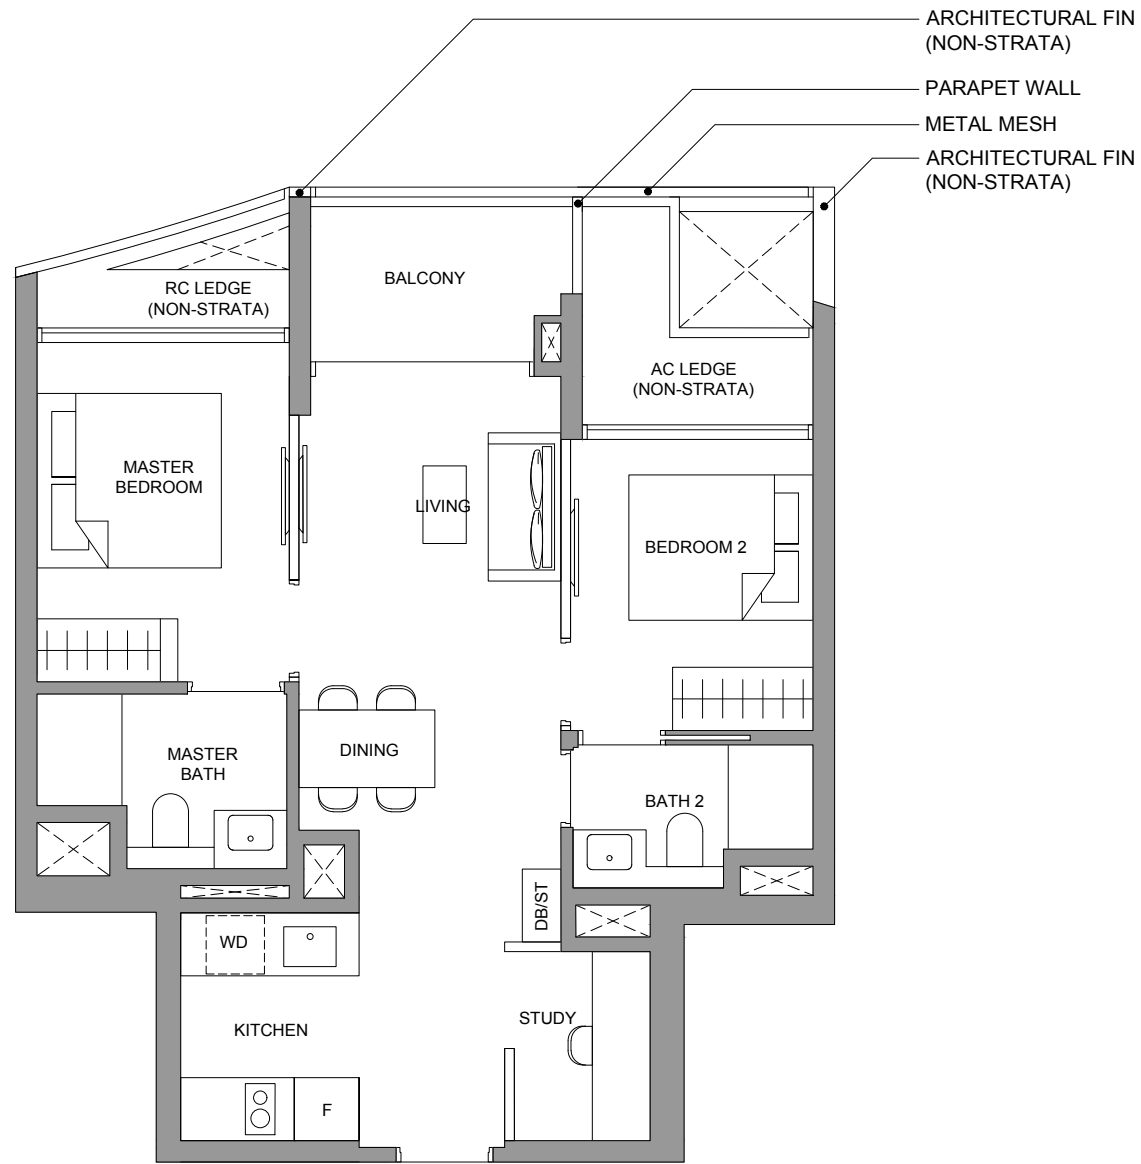 ARCHITECTURAL FIN
(NON-STRATA)
PARAPET WALL
METAL MESH
ARCHITECTURAL FIN
(NON-STRATA)
BALCONY
RC LEDGE
(NON-STRATA)
AC LEDGE
(NON-STRATA)
MASTER
BEDROOM
LIVING
BEDROOM 2
DINING
MASTER
BATH
BATH 2
DB/ST
WD
STUDY
KITCHEN
F